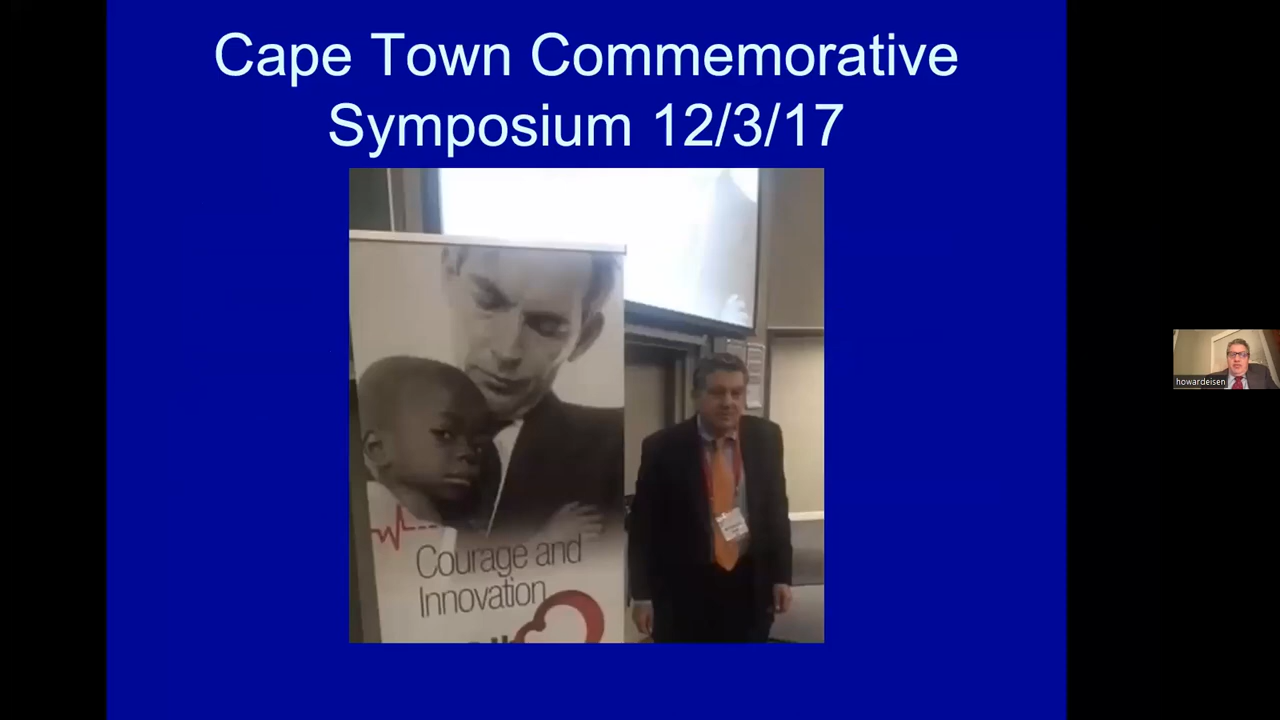 Cape Town Commemorative
Symposium 12/3/17
Courage and
Innovation
howardeisen